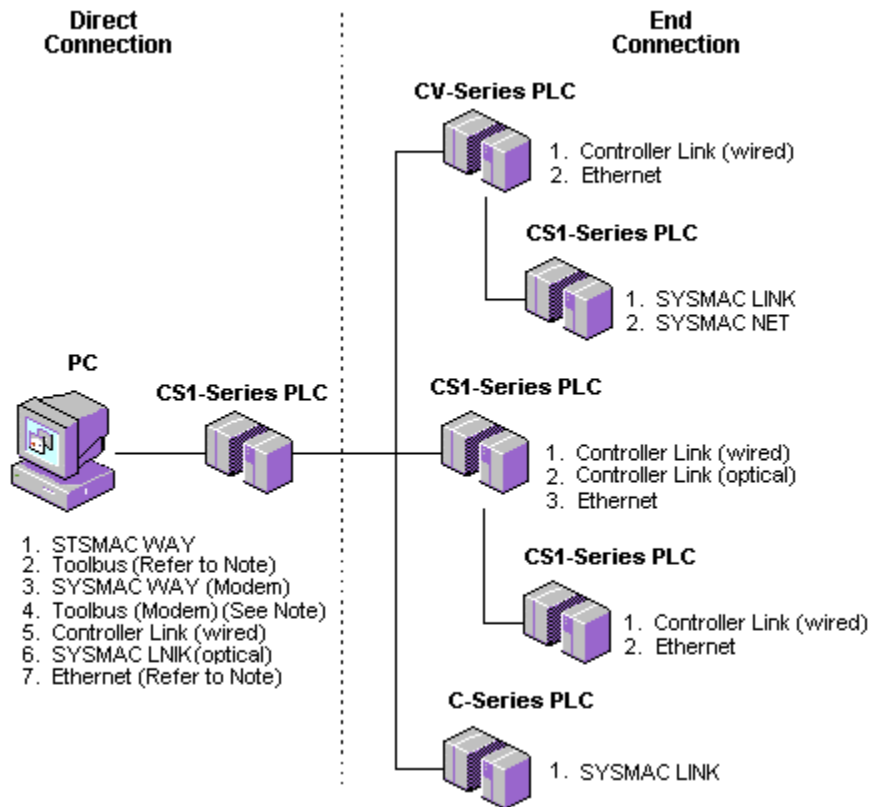 Direct
Connection
End
Connection
CV-Series PLC
1. Controller Link (wired)
2. Ethernet
CS1-Series PLC
1. SYSMAC LINK
2. SYSMAC NET
PC
CS1-Series PLC
CS1-Series PLC
1. Controller Link (wired)
2. Controller Link (optical)
3. Ethernet
1. STSMAC WAY
2. Toolbus (Refer to Note)
3. SYSMAC WAY (Modem)
4. Toolbus (Modem) (See Note)
5. Controller Link (wired)
6. SYSMAC LNIK (optical)
7. Ethernet (Refer to Note)
CS1-Series PLC
1. Controller Link (wired)
2. Ethernet
C-Series PLC
1. SYSMAC LINK